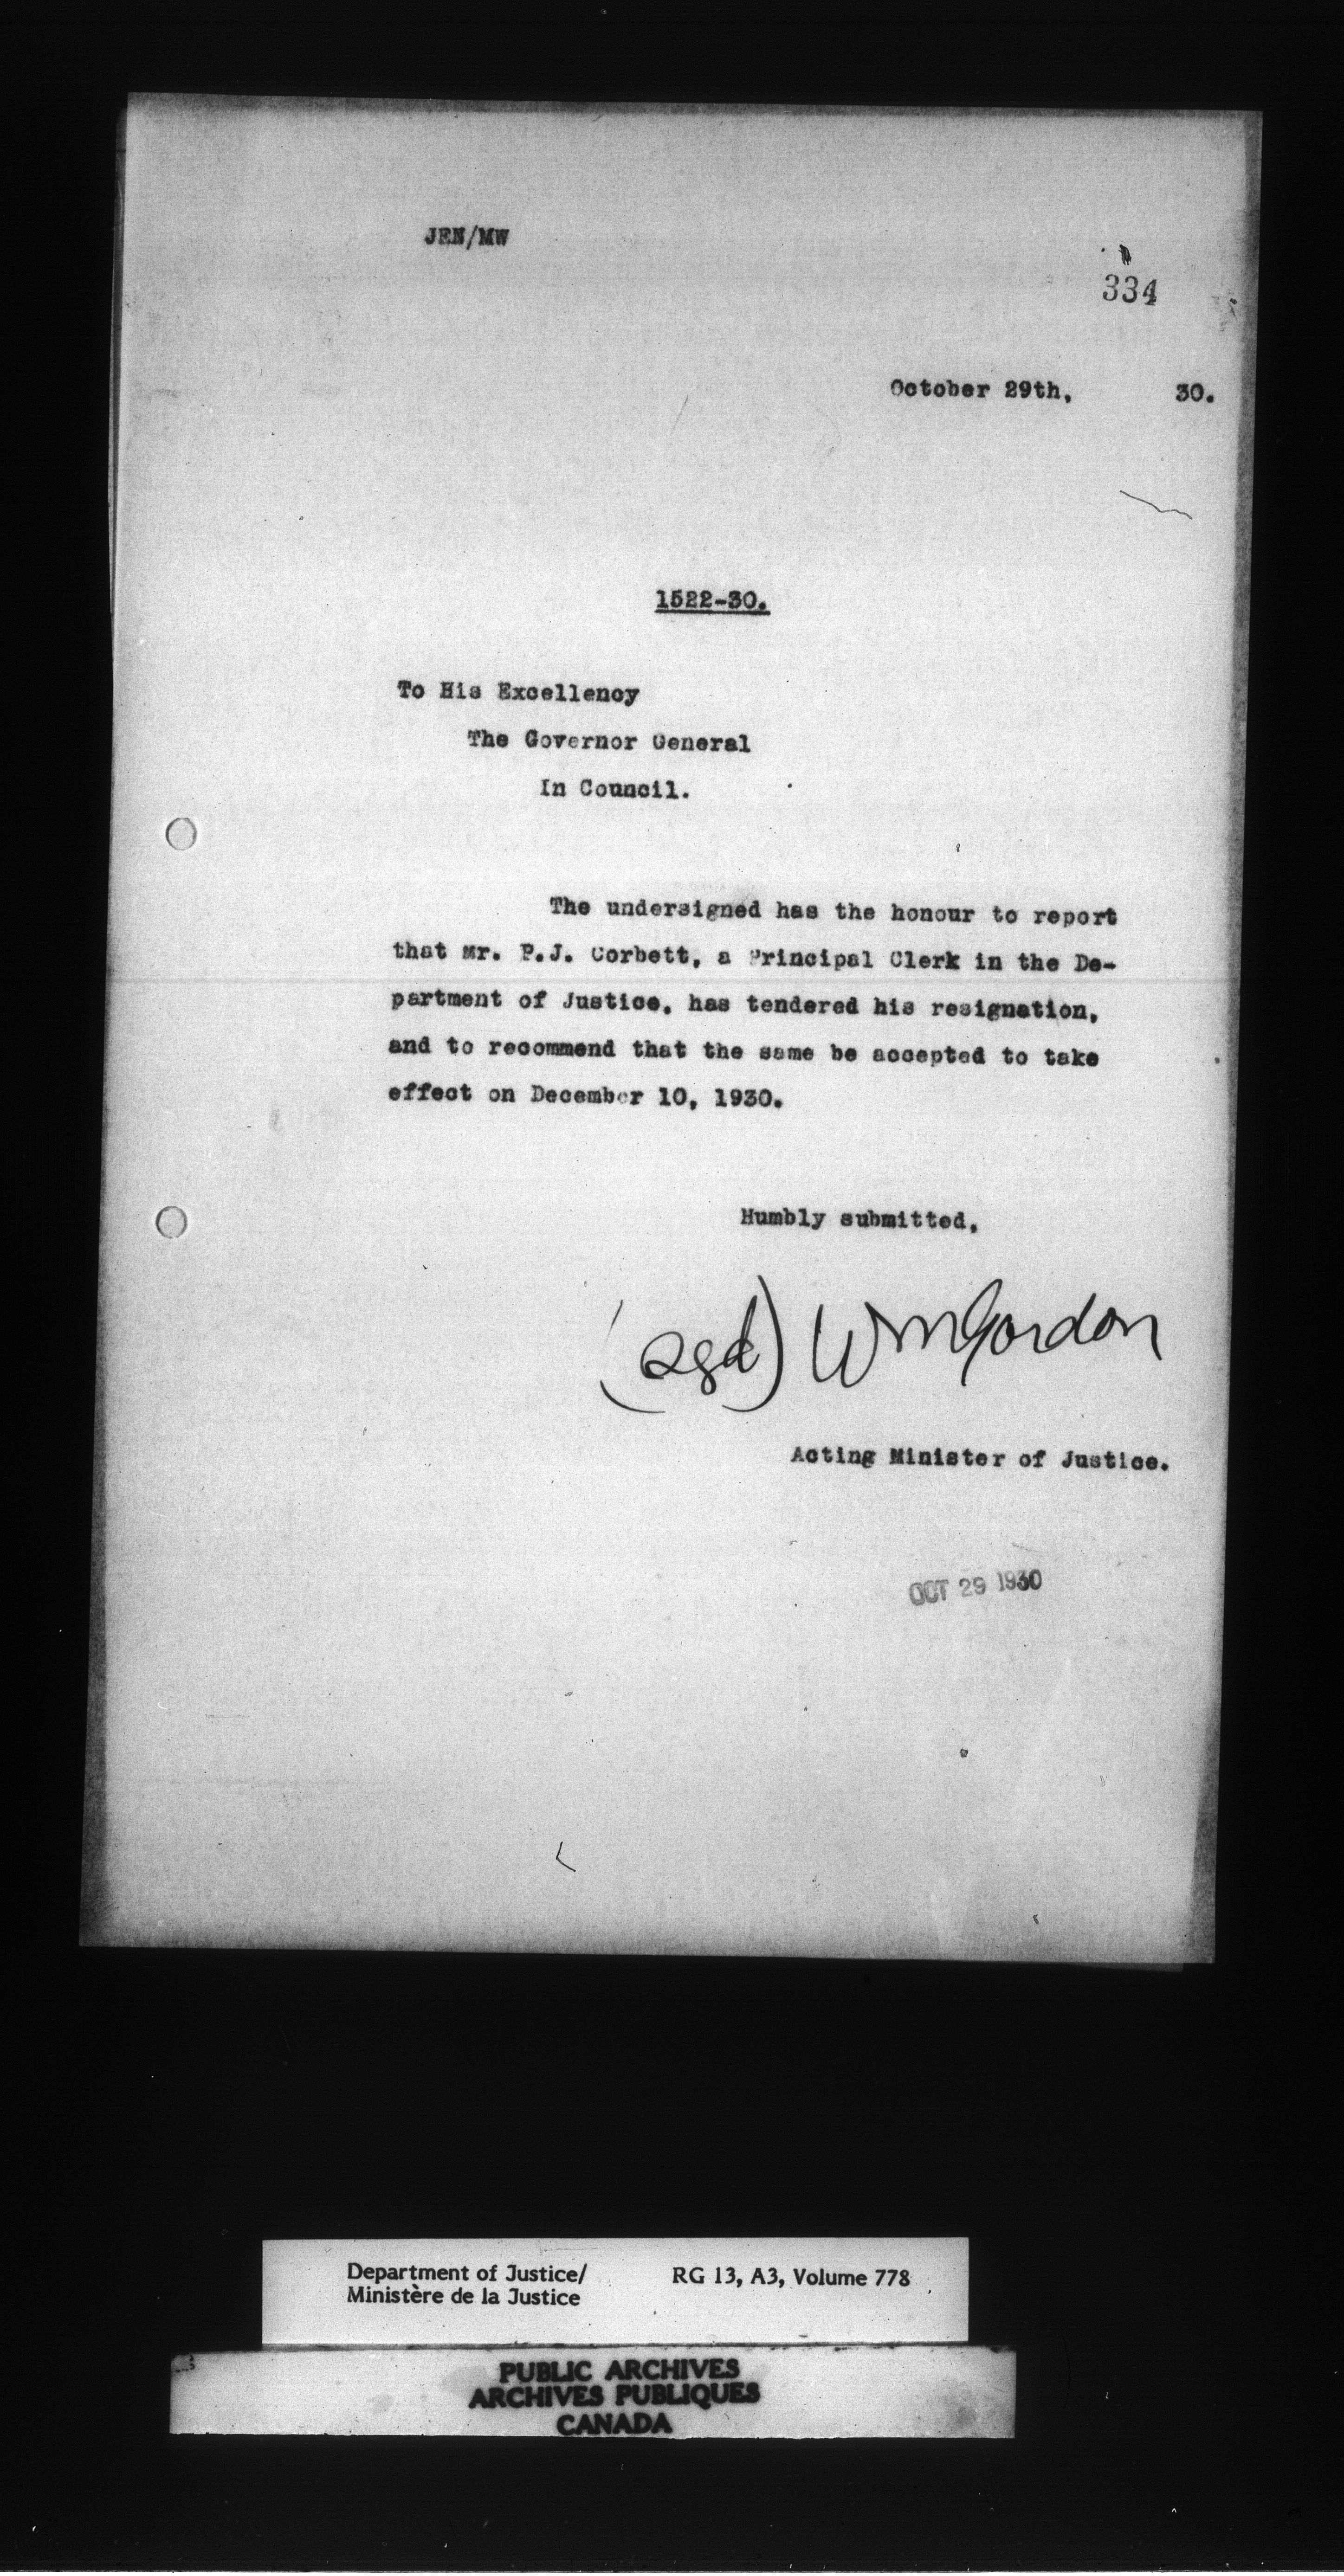 JEN/MW
334
October 29th, 30.
1522-30.
To His Excellency
The Governor General
In Council.
The undersigned has the honour to report
that Mr. P.J. Corbett, a Principal Clerk in the De-
partment of Justice, has tendered his resignation,
and to recommend that the same be accepted to take
effect on December 10, 1930.
Humbly submitted,
(sgd) W M Gordon
Acting Minister of Justice.
OCT 29 1930
Department of Justice/ RG 13, A3, Volume 778
Ministère de la Justice
PUBLIC ARCHIVES
ARCHIVES PUBLIQUES
CANADA